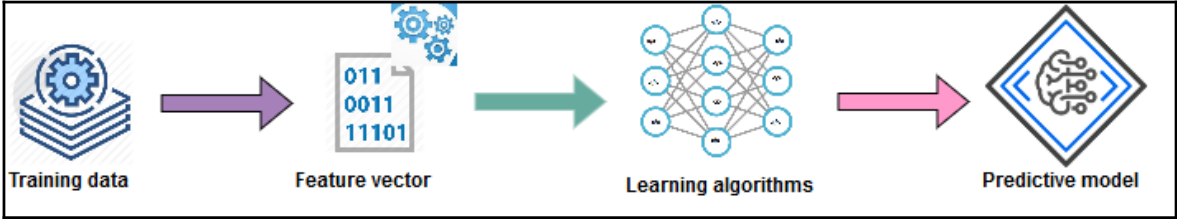 011
0011
11101
Training data
Feature vector
Learning algorithms
Predictive model